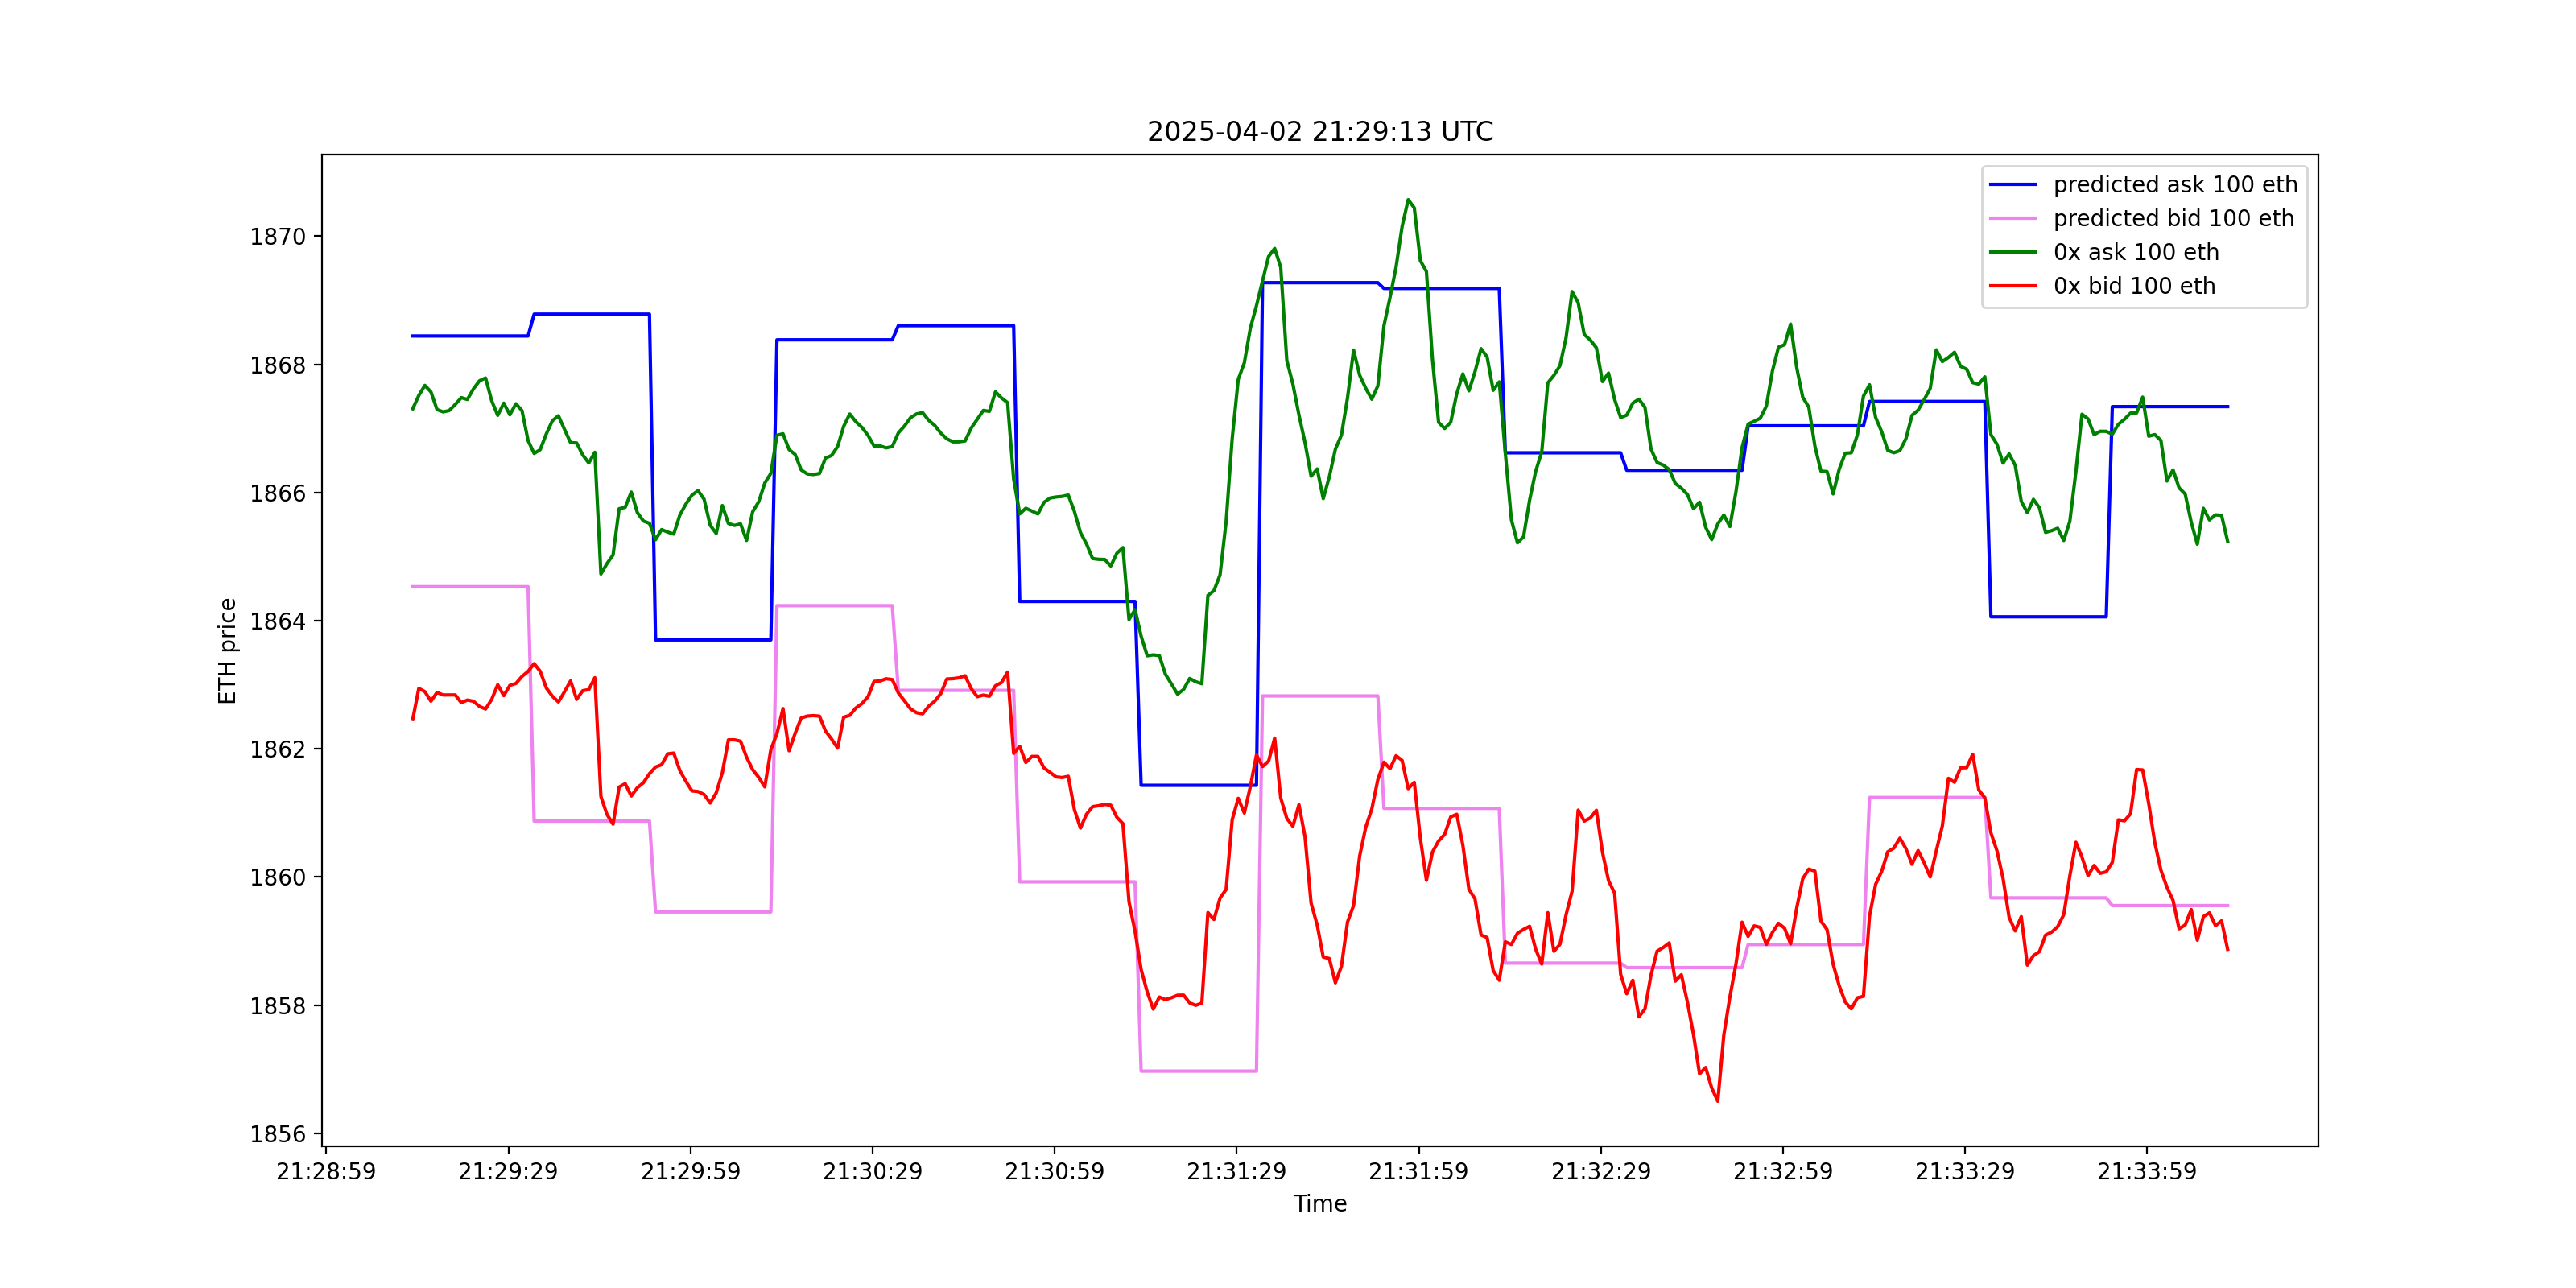 2025-04-02 21:29:13 UTC
predicted ask 100 eth
predicted bid 100 eth
0x ask 100 eth
0x bid 100 eth
ETH price
1870
1868
1866
1864
1862
1860
1858
1856
21:28:59 21:29:29 21:29:59 21:30:29 21:30:59 21:31:29 21:31:59 21:32:29 21:32:59 21:33:29 21:33:59
Time